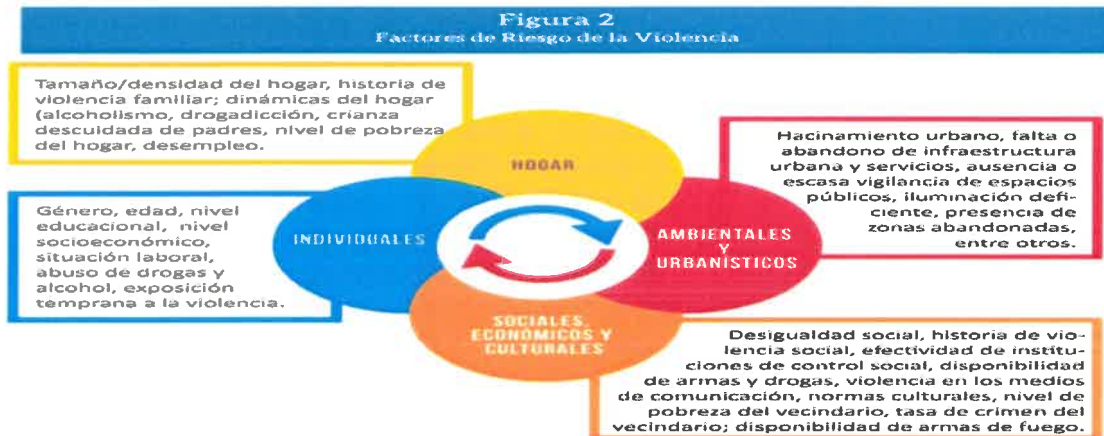 Figura 2
Factores de Riesgo de la Violencia
Tamaño/densidad del hogar, historia de
violencia familiar; dinámicas del hogar
(alcoholismo, drogadicción, crianza
descuidada de padres, nivel de pobreza
del hogar, desempleo.
HOGAR
Hacinamiento urbano, falta o
abandono de infraestructura
urbana y servicios, ausencia o
escasa vigilancia de espacios
públicos, iluminación defi-
ciente, presencia de
zonas abandonadas,
entre otros.
Género, edad, nivel
educacional, nivel
socioeconómico,
situación laboral,
abuso de drogas y
alcohol, exposición
temprana a la violencia.
INDIVIDUALES
AMBIENTALES
Y
URBANÍSTICOS
SOCIALES,
ECONÓMICOS Y
CULTURALES
Desigualdad social, historia de vio-
lencia social, efectividad de institu-
ciones de control social, disponibilidad
de armas y drogas, violencia en los medios
de comunicación, normas culturales, nivel de
pobreza del vecindario, tasa de crimen del
vecindario; disponibilidad de armas de fuego.